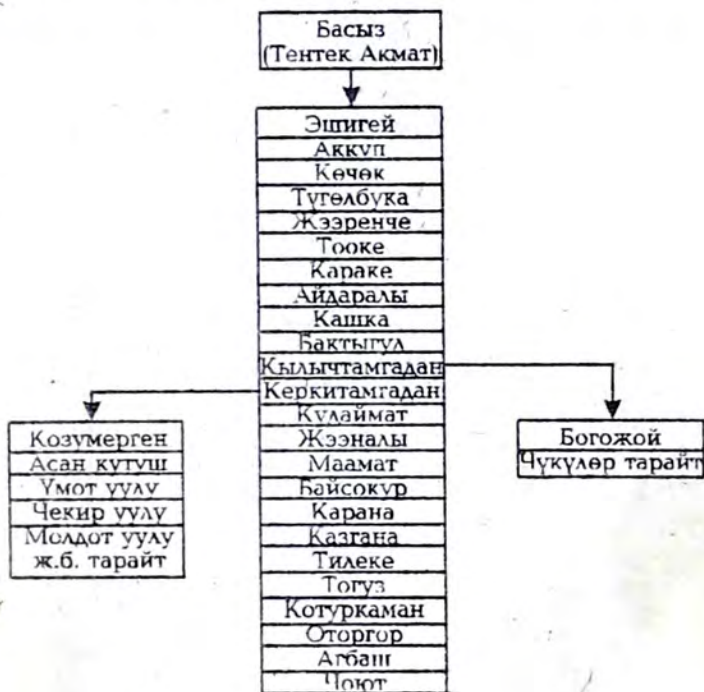 Басыз
(Тентек Акмат)
Эшигей
Аккуп
Көчөк
Түгөлбука
Жээренче
Тооке
Караке
Айдаралы
Кашка
Бактыгул
Кылычтамгадан
Керкитамгадан
Кулаймат
Жээналы
Маамат
Байсокур
Карана
Казгана
Тилеке
Тогуз
Котуркаман
Оторгор
Агбаш
Чоют
Козумерген
Асан кутуш
Үмөт уулу
Чекир уулу
Молдот уулу
ж.б. тарайт
Богожой
Чүкүлөр тарайт